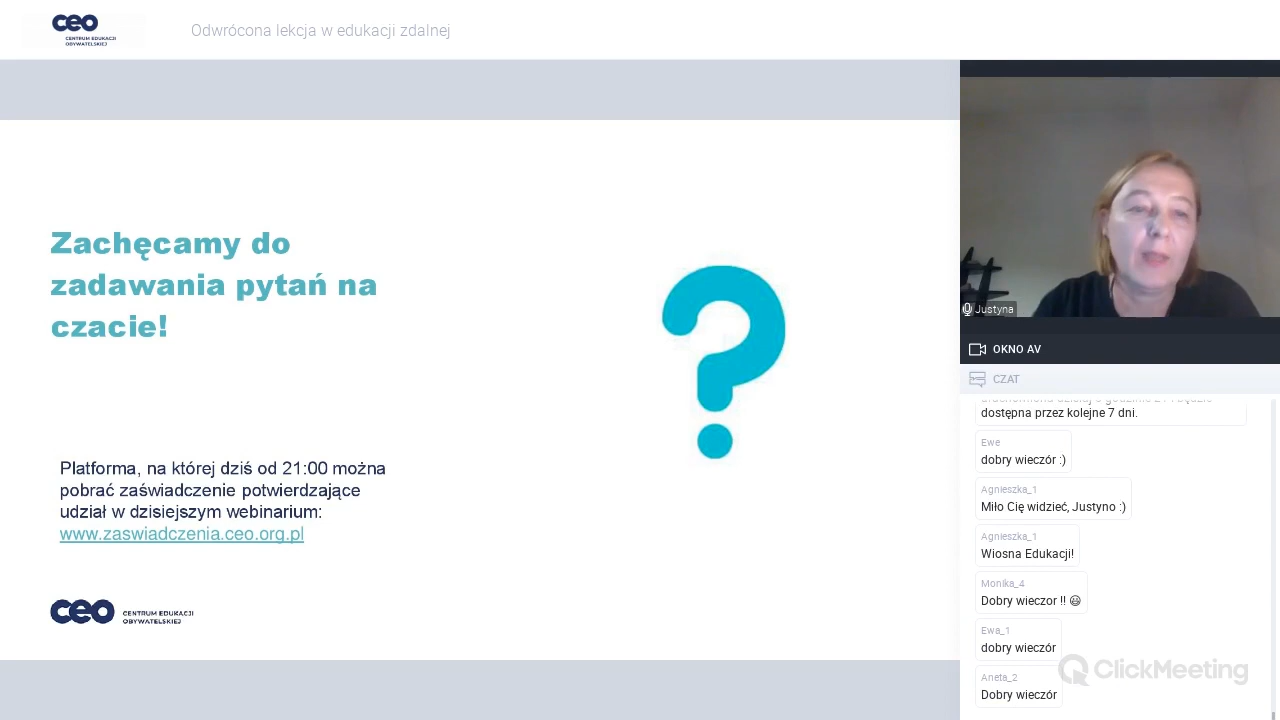 ceo
CENTRUM EDUKACJI
OBYWATELSKIEJ
Odwrócona lekcja w edukacji zdalnej
Zachęcamy do
zadawania pytań na
czacie!
?
Platforma, na której dziś od 21:00 można
pobrać zaświadczenie potwierdzające
udział w dzisiejszym webinarium:
www.zaswiadczenia.ceo.org.pl
ceo
CENTRUM EDUKACJI
OBYWATELSKIEJ
Justyna
OKNO AV
CZAT
dostępna przez kolejne 7 dni.
Ewe
dobry wieczór :)
Agnieszka_1
Miło Cię widzieć, Justyno :)
Agnieszka_1
Wiosna Edukacji!
Monika_4
Dobry wieczor !! 😃
Ewa_1
dobry wieczór
Aneta_2
Dobry wieczór
ClickMeeting